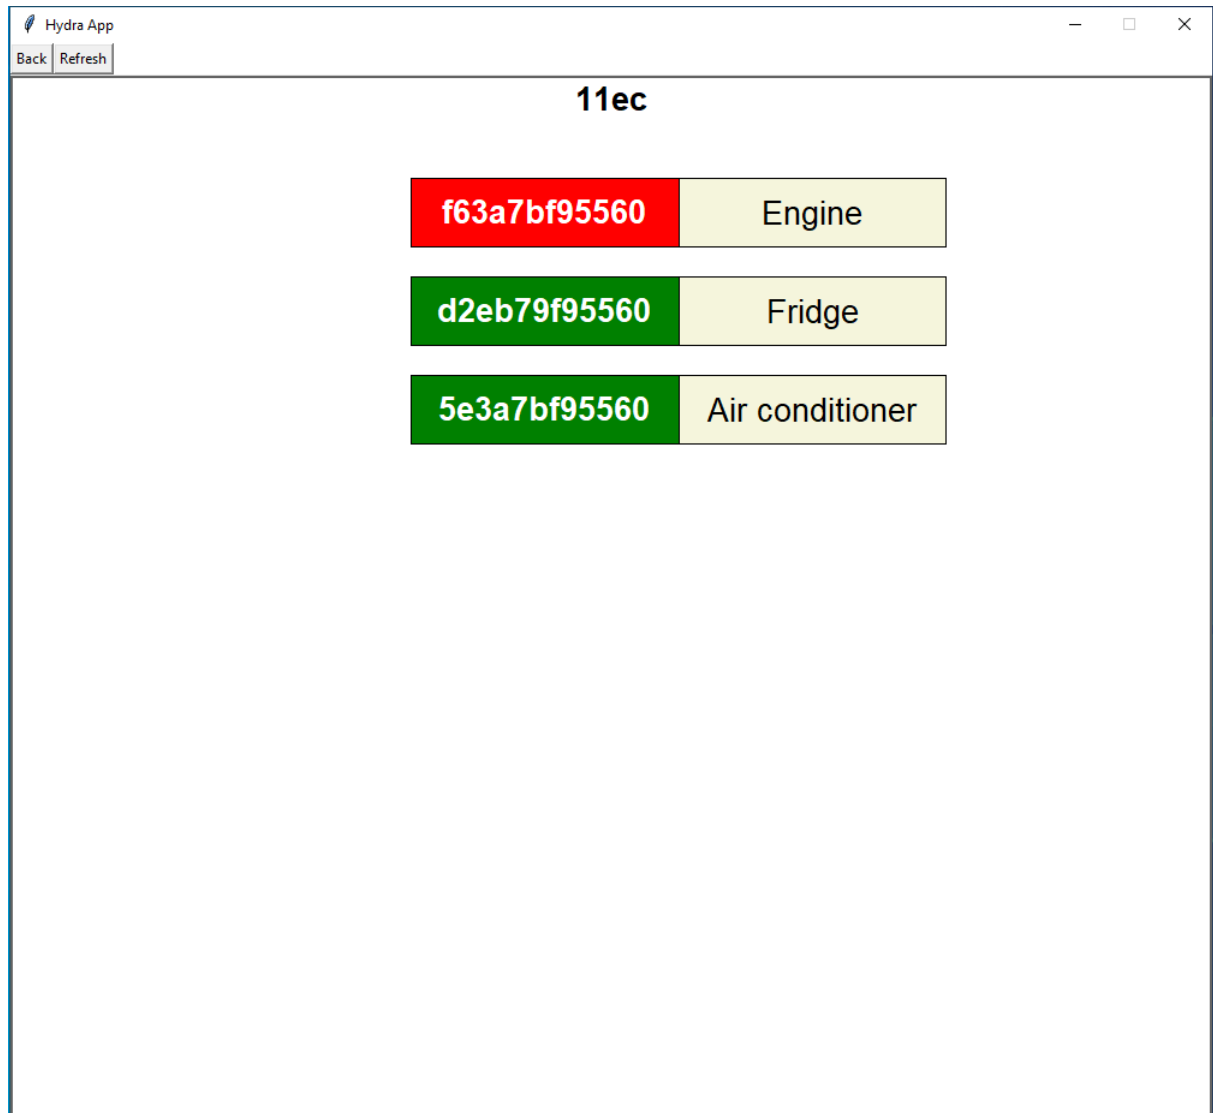 Hydra App
Back Refresh
11ec
f63a7bf95560 Engine
d2eb79f95560 Fridge
5e3a7bf95560 Air conditioner